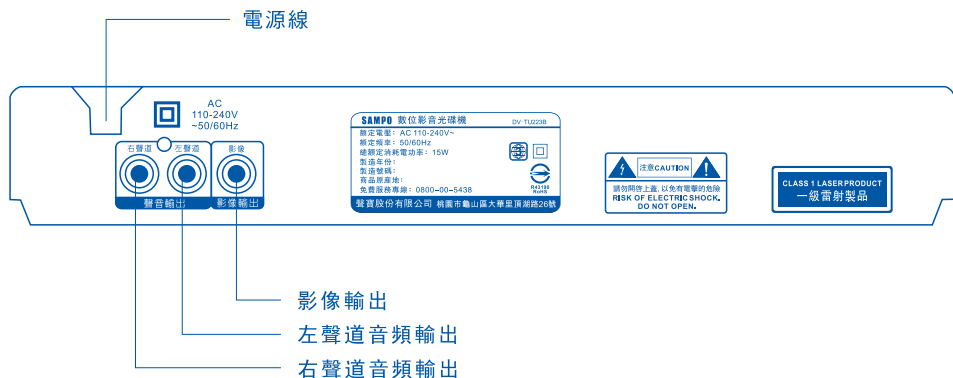 電源線
AC
110-240V
~50/60Hz
右聲道 左聲道 影像
聲音輸出 影像輸出
SAMPO 數位影音光碟機 DV-TU223B
額定電壓: AC 110-240V~
額定頻率: 50/60Hz
總額定消耗電功率: 15W
製造年份:
製造號碼:
商品原產地:
免費服務專線: 0800-00-5438
R43100
RoHS
聲寶股份有限公司 桃園市龜山區大華里頂湖路26號
注意CAUTION
請勿開啓上蓋,以免有電擊的危險
RISK OF ELECTRIC SHOCK.
DO NOT OPEN.
CLASS 1 LASER PRODUCT
一級雷射製品
影像輸出
左聲道音頻輸出
右聲道音頻輸出